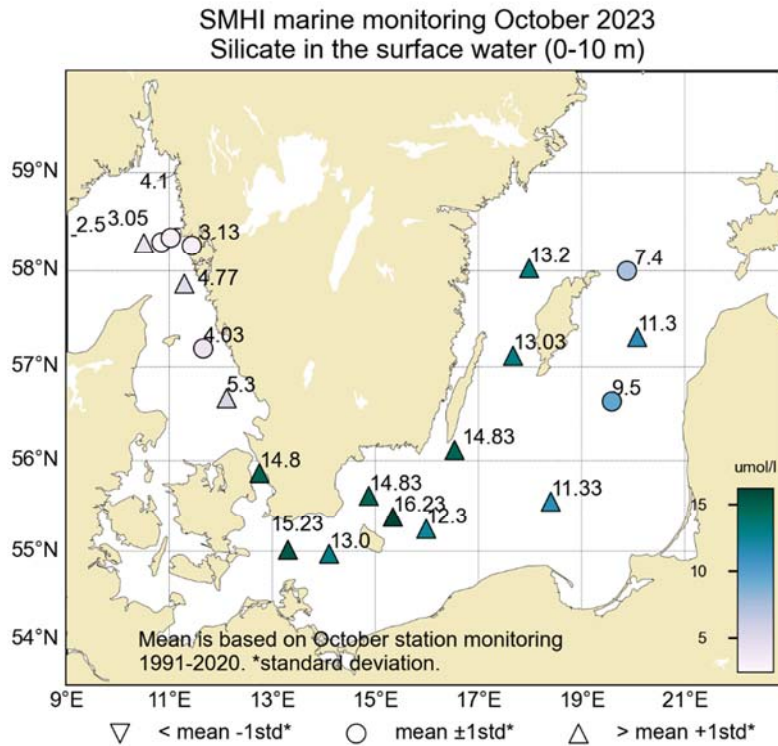 SMHI marine monitoring October 2023
Silicate in the surface water (0-10 m)
59°N
58°N
57°N
56°N
55°N
54°N
4.1
-2.5
3.05
3.13
4.77
4.03
5.3
13.2
7.4
11.3
13.03
9.5
14.8
14.83
14.83
16.23
12.3
11.33
15.23
13.0
umol/l
15
10
5
Mean is based on October station monitoring
1991-2020. *standard deviation.
9°E 11°E 13°E 15°E 17°E 19°E 21°E
< mean -1std* mean ±1std* > mean +1std*